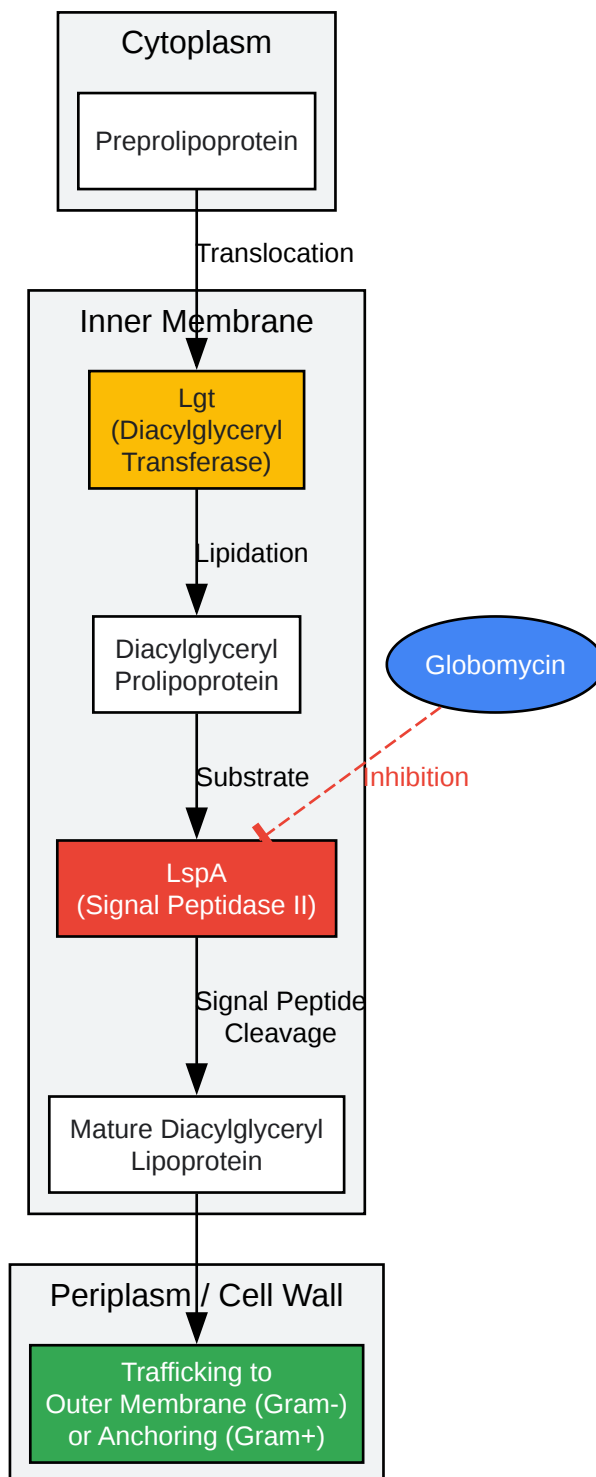 Cytoplasm
Preprolipoprotein
Translocation
Inner Membrane
Lgt
(Diacylglyceryl
Transferase)
Lipidation
Diacylglyceryl
Prolipoprotein
Globomycin
Substrate
Inhibition
LspA
(Signal Peptidase II)
Signal Peptide
Cleavage
Mature Diacylglyceryl
Lipoprotein
Periplasm / Cell Wall
Trafficking to
Outer Membrane (Gram-)
or Anchoring (Gram+)